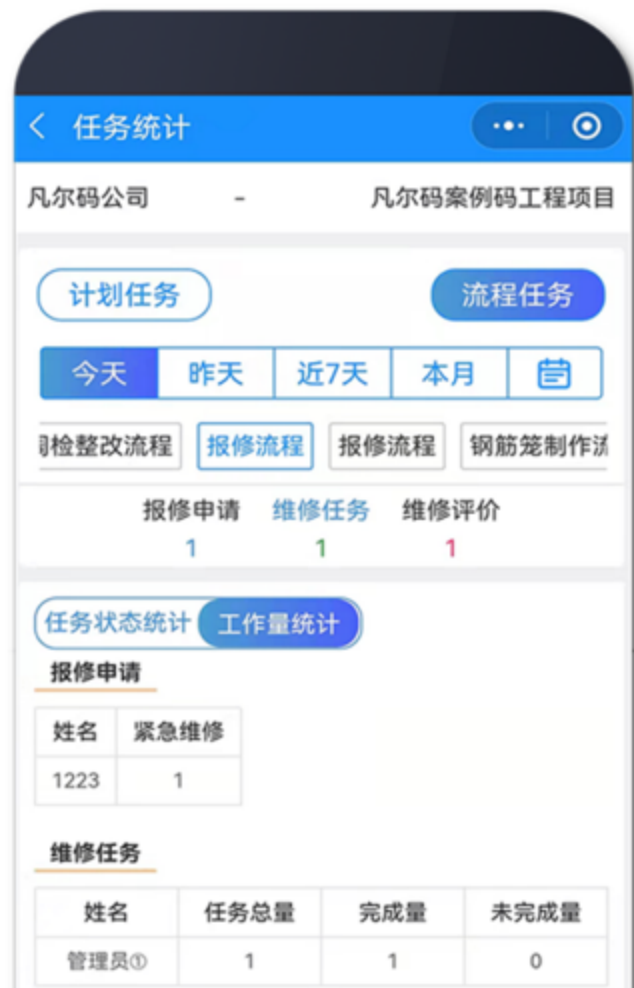 任务统计
凡尔码公司 - 凡尔码案例码工程项目
计划任务 流程任务
今天 昨天 近7天 本月
检整改流程 报修流程 报修流程 钢筋笼制作流
报修申请 维修任务 维修评价
1 1 1
任务状态统计 工作量统计
报修申请
姓名 紧急维修
1223 1
维修任务
姓名 任务总量 完成量 未完成量
管理员① 1 1 0